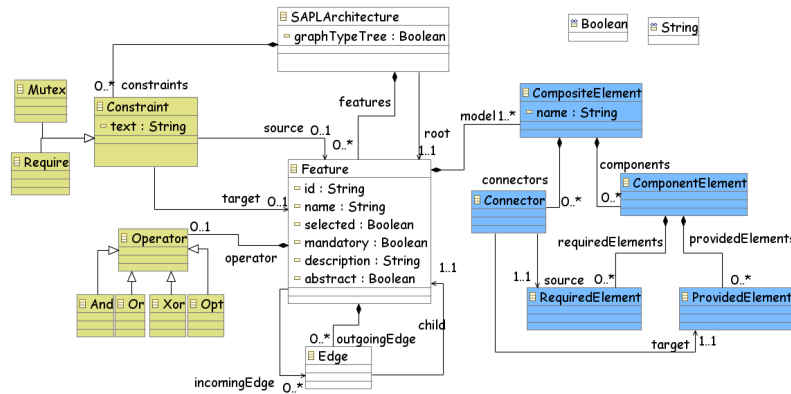 SAPLArchitecture
graphTypeTree : Boolean
Boolean
String
0..*
constraints
Mutex
Constraint
text : String
Require
features
source
0..1
0..*
root
1..1
model
1..*
CompositeElement
name : String
Feature
id : String
name : String
selected : Boolean
mandatory : Boolean
description : String
abstract : Boolean
target
0..1
connectors
components
Connector
0..*
0..*
ComponentElement
0..1
Operator
operator
requiredElements
providedElements
And
Or
Xor
Opt
1..1
1..1
source
0..*
0..*
RequiredElement
ProvidedElement
child
0..*
outgoingEdge
Edge
incomingEdge
0..*
target
1..1